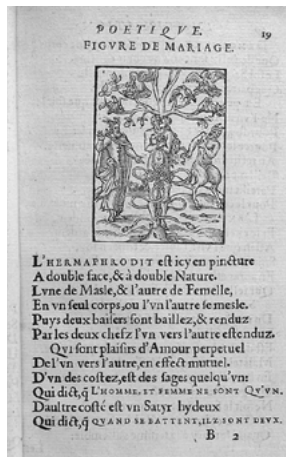 POETIQVE. 19
FIGVRE DE MARIAGE.
L'HERMAPHRODIT est icy en pincture
A double face, & à double Nature.
L'vne de Masle, & l'autre de Femelle,
En vn seul corps, ou l'vn l'autre se mesle.
Puys deux baisers sont baillez, & renduz
Par les deux chefz l'vn vers l'autre estenduz.
QVI sont plaisirs d'Amour perpetuel
De l'vn vers l'autre, en effect mutuel.
D'vn des costez, est des sages quelqu'vn:
Qui dict, q̃ L'HOMME, ET FEMME NE SONT QV'VN.
Daultre costé est vn Satyr hydeux
Qui dict, q̃ QVAND SE BATTENT, ILZ SONT DEVX.
B 2